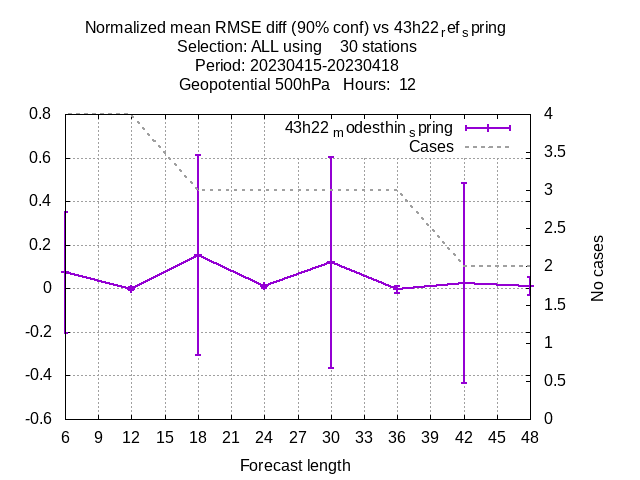 Normalized mean RMSE diff (90% conf) vs 43h22ᵣefₛpring
Selection: ALL using    30 stations
Period: 20230415-20230418
Geopotential 500hPa   Hours:  12
43h22ₘodesthinₛpring
Cases
0.8
0.6
0.4
0.2
0
-0.2
-0.4
-0.6
4
3.5
3
2.5
2
1.5
1
0.5
0
No cases
6 9 12 15 18 21 24 27 30 33 36 39 42 45 48
Forecast length